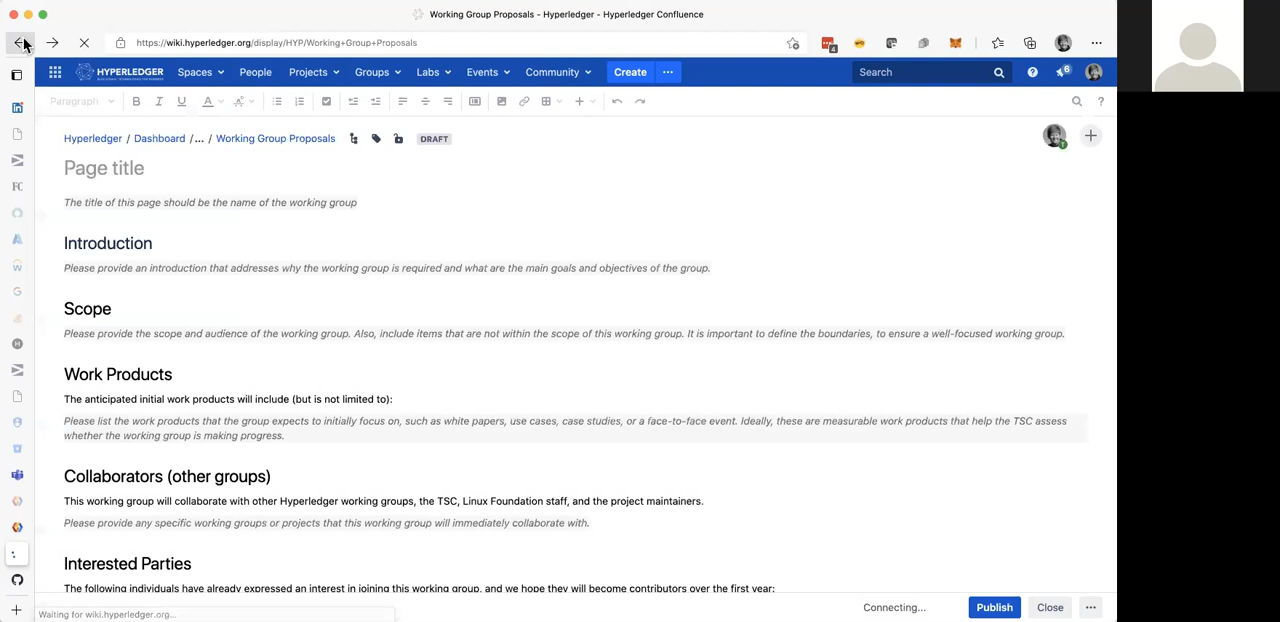 Working Group Proposals - Hyperledger - Hyperledger Confluence
https://wiki.hyperledger.org/display/HYP/Working+Group+Proposals
4
HYPERLEDGER Spaces People Projects Groups Labs Events Community Create ... Search ? 6
Paragraph B I U A ?
Hyperledger / Dashboard /... / Working Group Proposals DRAFT
Page title
The title of this page should be the name of the working group
Introduction
Please provide an introduction that addresses why the working group is required and what are the main goals and objectives of the group.
Scope
Please provide the scope and audience of the working group. Also, include items that are not within the scope of this working group. It is important to define the boundaries, to ensure a well-focused working group.
Work Products
The anticipated initial work products will include (but is not limited to):
Please list the work products that the group expects to initially focus on, such as white papers, use cases, case studies, or a face-to-face event. Ideally, these are measurable work products that help the TSC assess
whether the working group is making progress.
Collaborators (other groups)
This working group will collaborate with other Hyperledger working groups, the TSC, Linux Foundation staff, and the project maintainers.
Please provide any specific working groups or projects that this working group will immediately collaborate with.
Interested Parties
The following individuals have already expressed an interest in joining this working group, and we hope they will become contributors over the first year:
Waiting for wiki.hyperledger.org...
Connecting... Publish Close ...